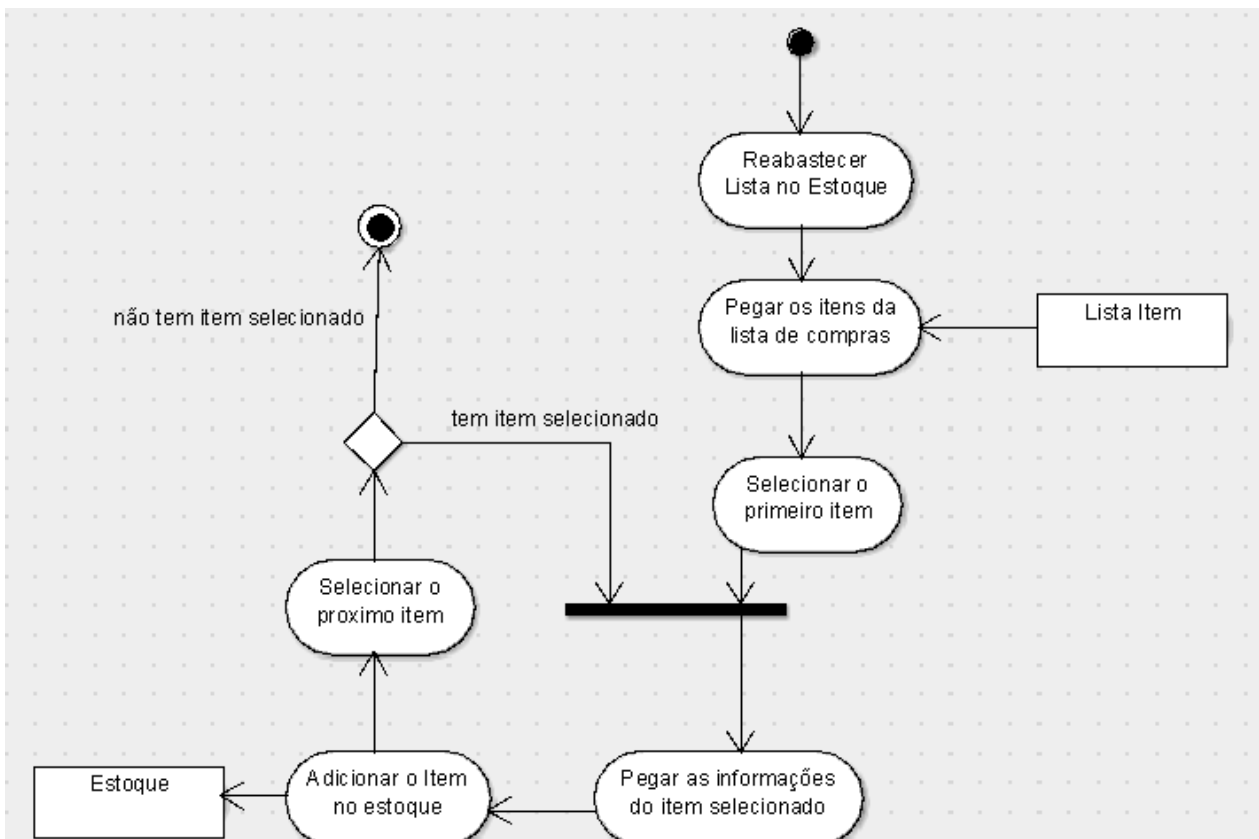 Reabastecer
Lista no Estoque
Pegar os itens da
lista de compras
Lista Item
Selecionar o
primeiro item
não tem item selecionado
tem item selecionado
Selecionar o
proximo item
Pegar as informações
do item selecionado
Adicionar o Item
no estoque
Estoque